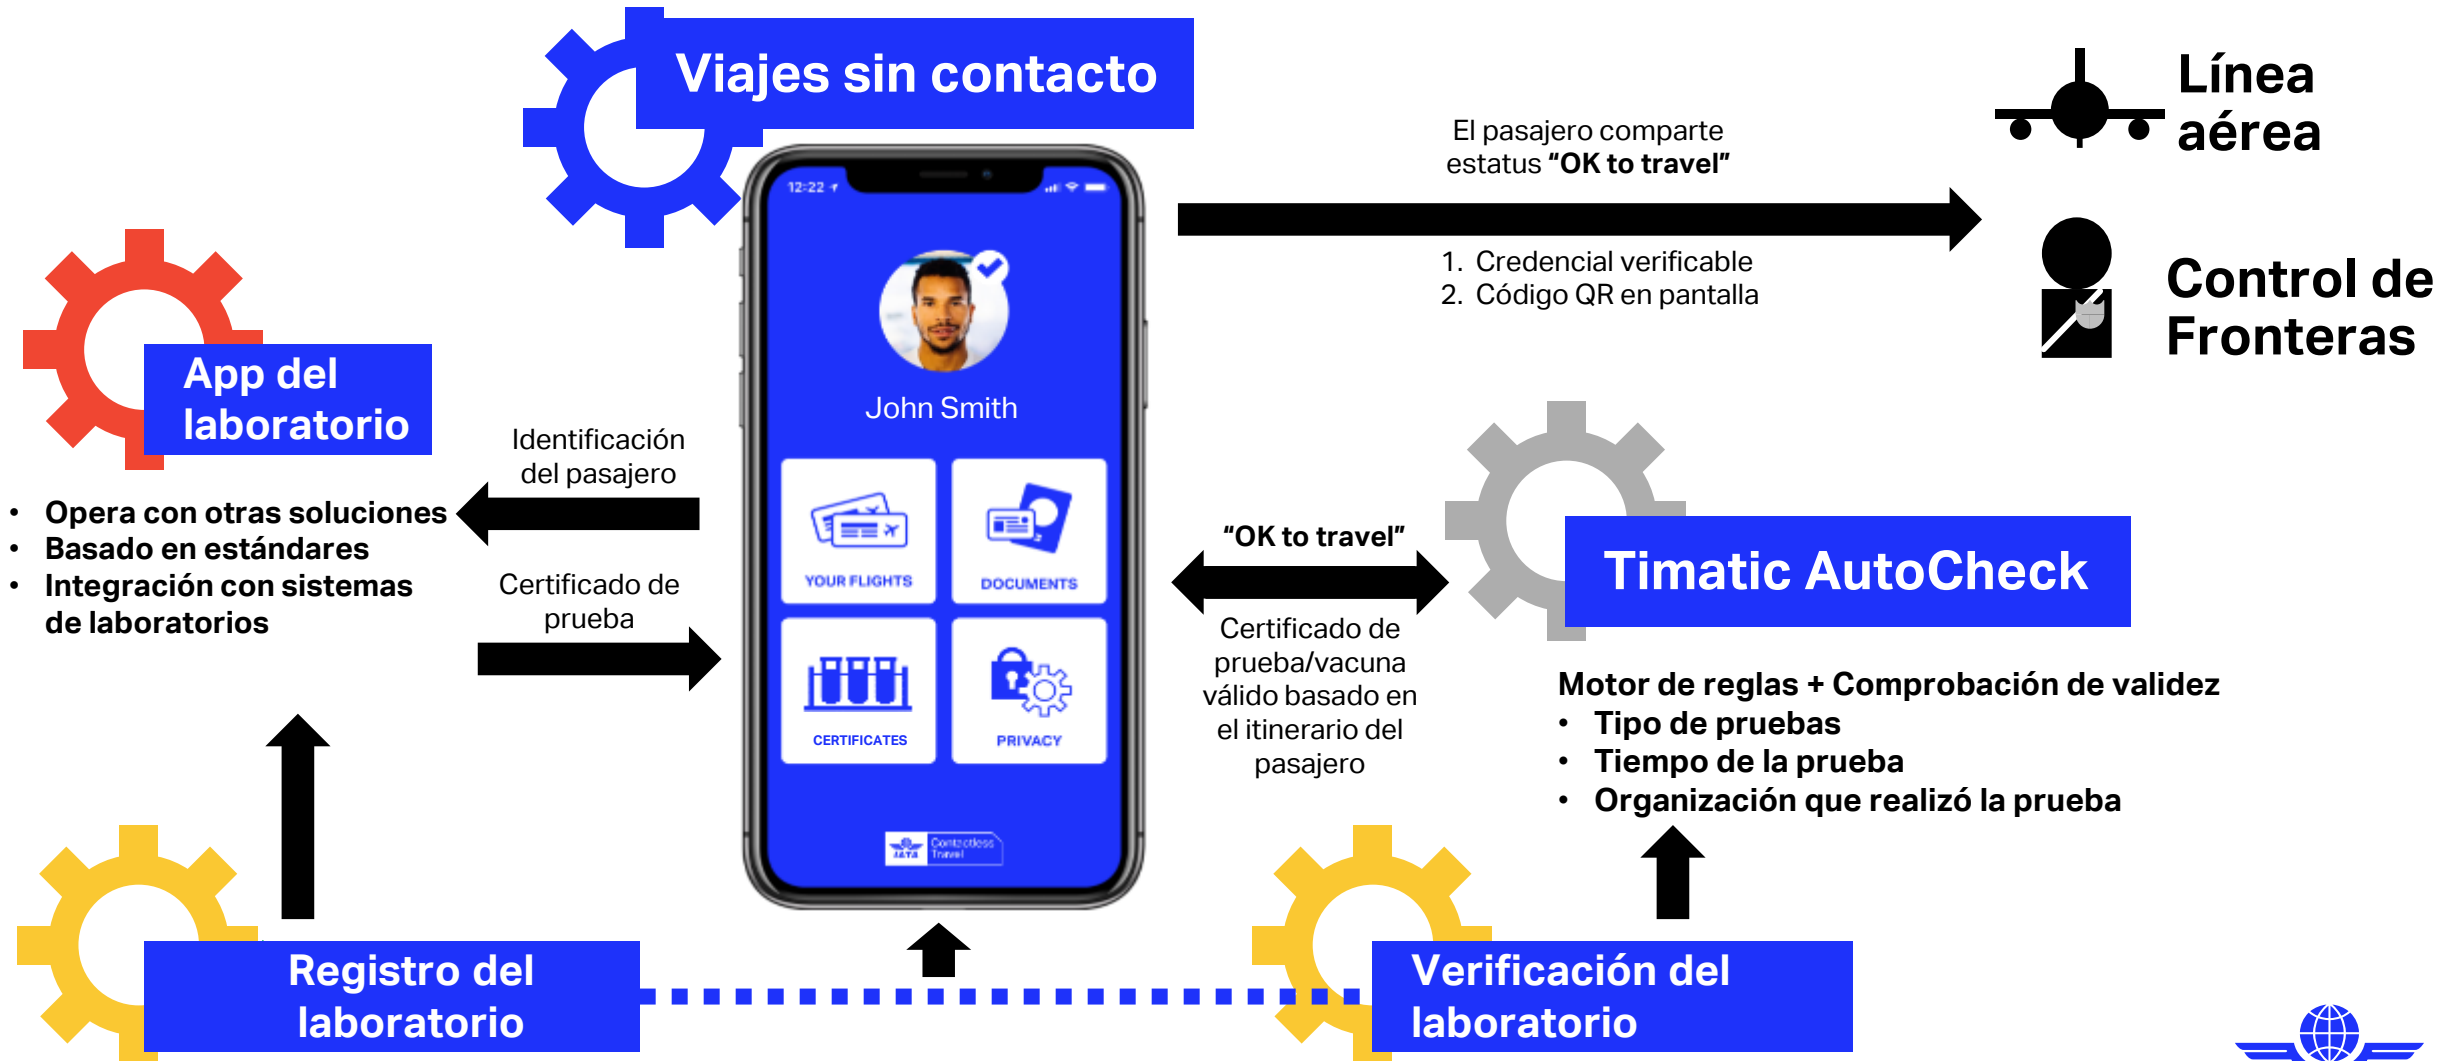 Viajes sin contacto
Línea
aérea
El pasajero comparte
estatus “OK to travel”
1. Credencial verificable
2. Código QR en pantalla
Control de
Fronteras
12:22
John Smith
YOUR FLIGHTS
DOCUMENTS
CERTIFICATES
PRIVACY
IATA
Contactless
Travel
App del
laboratorio
Identificación
del pasajero
• Opera con otras soluciones
• Basado en estándares
• Integración con sistemas
de laboratorios
Certificado de
prueba
“OK to travel”
Certificado de
prueba/vacuna
válido basado en
el itinerario del
pasajero
Timatic AutoCheck
Motor de reglas + Comprobación de validez
• Tipo de pruebas
• Tiempo de la prueba
• Organización que realizó la prueba
Registro del
laboratorio
Verificación del
laboratorio